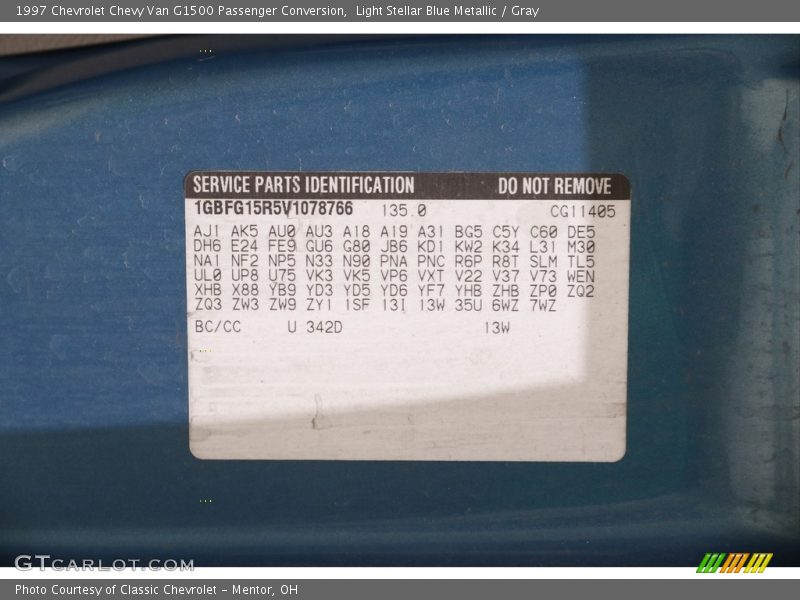 1997 Chevrolet Chevy Van G1500 Passenger Conversion, Light Stellar Blue Metallic / Gray
SERVICE PARTS IDENTIFICATION DO NOT REMOVE
1GBFG15R5V1078766 135.0 CG11405
AJ1 AK5 AU0 AU3 A18 A19 A31 BG5 C5Y C60 DE5
DH6 E24 FE9 GU6 G80 JB6 KD1 KW2 K34 L31 M30
NA1 NF2 NP5 N33 N90 PNA PNC R6P R8T SLM TL5
UL0 UP8 U75 VK3 VK5 VP6 VXT V22 V37 V73 WEN
XHB X88 YB9 YD3 YD5 YD6 YF7 YHB ZHB ZP0 ZQ2
ZQ3 ZW3 ZW9 ZY1 1SF 13I 13W 35U 6WZ 7WZ
BC/CC U 342D 13W
GTCARLOT.COM
Photo Courtesy of Classic Chevrolet - Mentor, OH